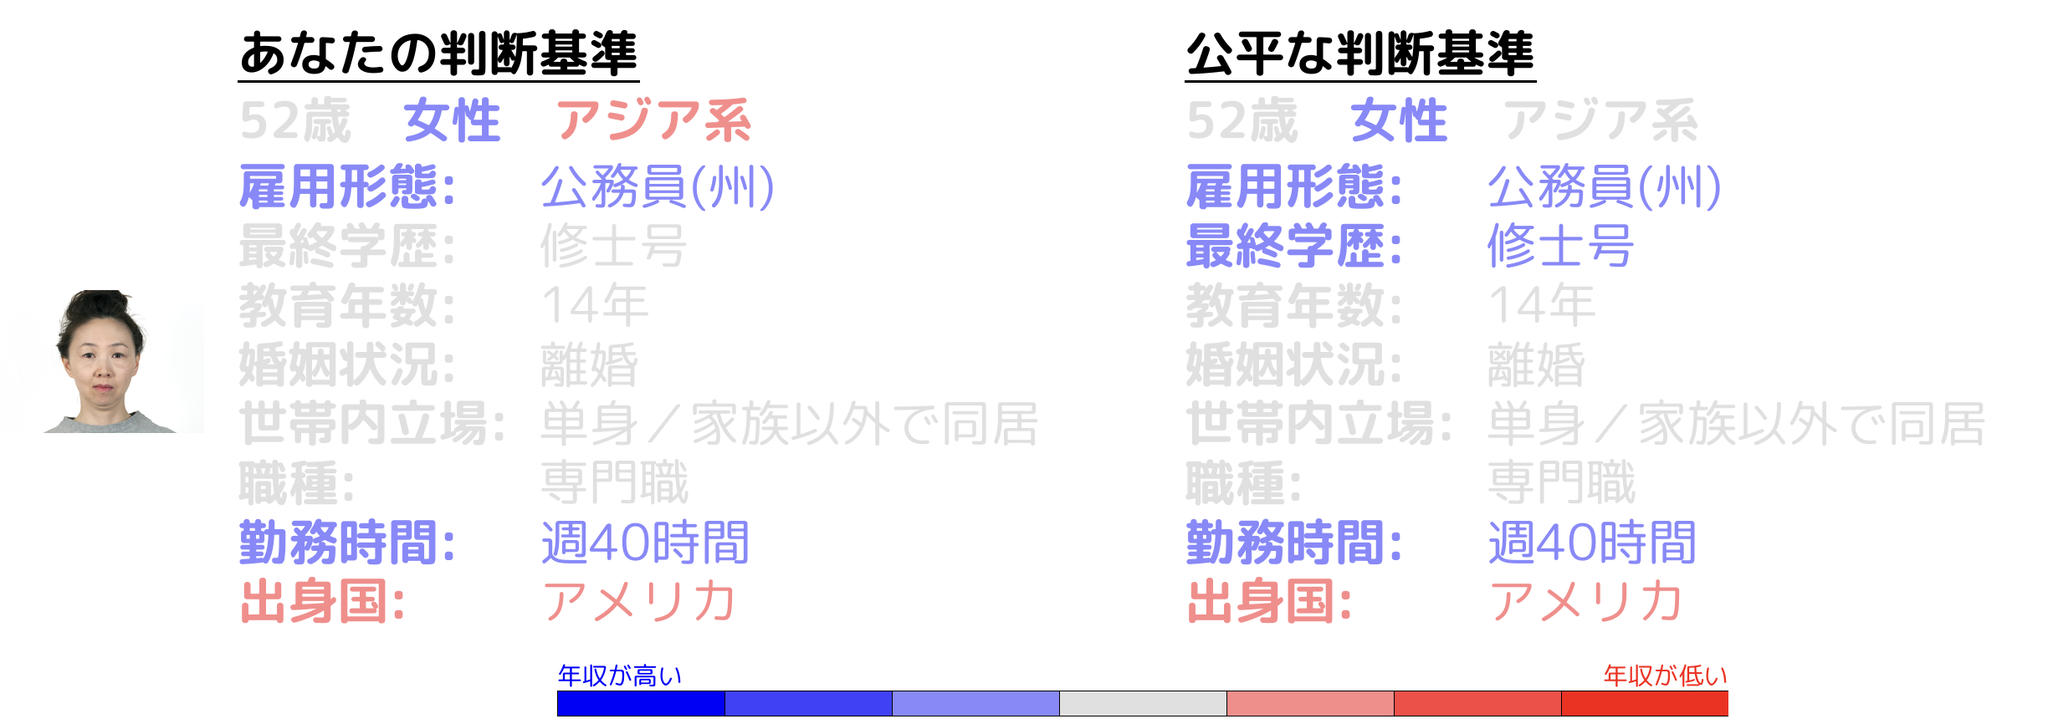 あなたの判断基準
52歳 女性 アジア系
雇用形態: 公務員(州)
最終学歴: 修士号
教育年数: 14年
婚姻状況: 離婚
世帯内立場: 単身／家族以外で同居
職種: 専門職
勤務時間: 週40時間
出身国: アメリカ
公平な判断基準
52歳 女性 アジア系
雇用形態: 公務員(州)
最終学歴: 修士号
教育年数: 14年
婚姻状況: 離婚
世帯内立場: 単身／家族以外で同居
職種: 専門職
勤務時間: 週40時間
出身国: アメリカ
年収が高い
年収が低い